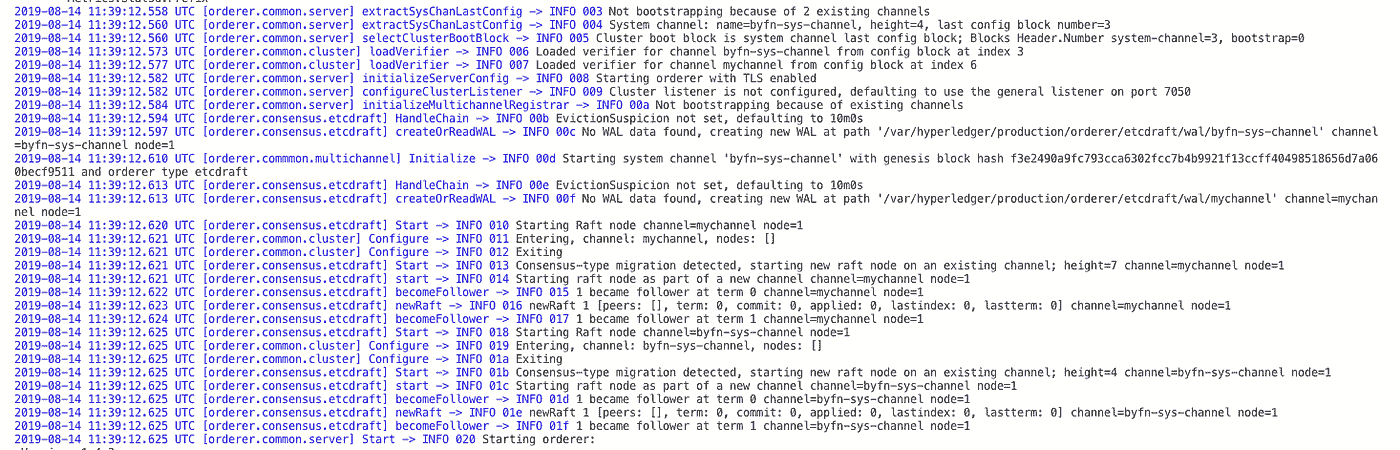 2019-08-14 11:39:12.558 UTC [orderer.common.server] extractSysChanLastConfig -> INFO 003 Not bootstrapping because of 2 existing channels
2019-08-14 11:39:12.560 UTC [orderer.common.server] extractSysChanLastConfig -> INFO 004 System channel: name=byfn-sys-channel, height=4, last config block number=3
2019-08-14 11:39:12.560 UTC [orderer.common.server] selectClusterBootBlock -> INFO 005 Cluster boot block is system channel last config block; Blocks Header.Number system-channel=3, bootstrap=0
2019-08-14 11:39:12.573 UTC [orderer.common.cluster] loadVerifier -> INFO 006 Loaded verifier for channel byfn-sys-channel from config block at index 3
2019-08-14 11:39:12.577 UTC [orderer.common.cluster] loadVerifier -> INFO 007 Loaded verifier for channel mychannel from config block at index 6
2019-08-14 11:39:12.582 UTC [orderer.common.server] initializeServerConfig -> INFO 008 Starting orderer with TLS enabled
2019-08-14 11:39:12.582 UTC [orderer.common.server] configureClusterListener -> INFO 009 Cluster listener is not configured, defaulting to use the general listener on port 7050
2019-08-14 11:39:12.584 UTC [orderer.common.server] initializeMultichannelRegistrar -> INFO 00a Not bootstrapping because of existing channels
2019-08-14 11:39:12.594 UTC [orderer.consensus.etcdraft] HandleChain -> INFO 00b EvictionSuspicion not set, defaulting to 10m0s
2019-08-14 11:39:12.597 UTC [orderer.consensus.etcdraft] createOrReadWAL -> INFO 00c No WAL data found, creating new WAL at path '/var/hyperledger/production/orderer/etcdraft/wal/byfn-sys-channel' channel
=byfn-sys-channel node=1
2019-08-14 11:39:12.610 UTC [orderer.commmon.multichannel] Initialize -> INFO 00d Starting system channel 'byfn-sys-channel' with genesis block hash f3e2490a9fc793cca6302fcc7b4b9921f13ccff40498518656d7a06
0becf9511 and orderer type etcdraft
2019-08-14 11:39:12.613 UTC [orderer.consensus.etcdraft] HandleChain -> INFO 00e EvictionSuspicion not set, defaulting to 10m0s
2019-08-14 11:39:12.613 UTC [orderer.consensus.etcdraft] createOrReadWAL -> INFO 00f No WAL data found, creating new WAL at path '/var/hyperledger/production/orderer/etcdraft/wal/mychannel' channel=mychan
nel node=1
2019-08-14 11:39:12.620 UTC [orderer.consensus.etcdraft] Start -> INFO 010 Starting Raft node channel=mychannel node=1
2019-08-14 11:39:12.621 UTC [orderer.common.cluster] Configure -> INFO 011 Entering, channel: mychannel, nodes: []
2019-08-14 11:39:12.621 UTC [orderer.common.cluster] Configure -> INFO 012 Exiting
2019-08-14 11:39:12.621 UTC [orderer.consensus.etcdraft] Start -> INFO 013 Consensus-type migration detected, starting new raft node on an existing channel; height=7 channel=mychannel node=1
2019-08-14 11:39:12.621 UTC [orderer.consensus.etcdraft] start -> INFO 014 Starting raft node as part of a new channel channel=mychannel node=1
2019-08-14 11:39:12.622 UTC [orderer.consensus.etcdraft] becomeFollower -> INFO 015 1 became follower at term 0 channel=mychannel node=1
2019-08-14 11:39:12.623 UTC [orderer.consensus.etcdraft] newRaft -> INFO 016 newRaft 1 [peers: [], term: 0, commit: 0, applied: 0, lastindex: 0, lastterm: 0] channel=mychannel node=1
2019-08-14 11:39:12.624 UTC [orderer.consensus.etcdraft] becomeFollower -> INFO 017 1 became follower at term 1 channel=mychannel node=1
2019-08-14 11:39:12.625 UTC [orderer.consensus.etcdraft] Start -> INFO 018 Starting Raft node channel=byfn-sys-channel node=1
2019-08-14 11:39:12.625 UTC [orderer.common.cluster] Configure -> INFO 019 Entering, channel: byfn-sys-channel, nodes: []
2019-08-14 11:39:12.625 UTC [orderer.common.cluster] Configure -> INFO 01a Exiting
2019-08-14 11:39:12.625 UTC [orderer.consensus.etcdraft] Start -> INFO 01b Consensus-type migration detected, starting new raft node on an existing channel; height=4 channel=byfn-sys-channel node=1
2019-08-14 11:39:12.625 UTC [orderer.consensus.etcdraft] start -> INFO 01c Starting raft node as part of a new channel channel=byfn-sys-channel node=1
2019-08-14 11:39:12.625 UTC [orderer.consensus.etcdraft] becomeFollower -> INFO 01d 1 became follower at term 0 channel=byfn-sys-channel node=1
2019-08-14 11:39:12.625 UTC [orderer.consensus.etcdraft] newRaft -> INFO 01e newRaft 1 [peers: [], term: 0, commit: 0, applied: 0, lastindex: 0, lastterm: 0] channel=byfn-sys-channel node=1
2019-08-14 11:39:12.625 UTC [orderer.consensus.etcdraft] becomeFollower -> INFO 01f 1 became follower at term 1 channel=byfn-sys-channel node=1
2019-08-14 11:39:12.625 UTC [orderer.common.server] Start -> INFO 020 Starting orderer: